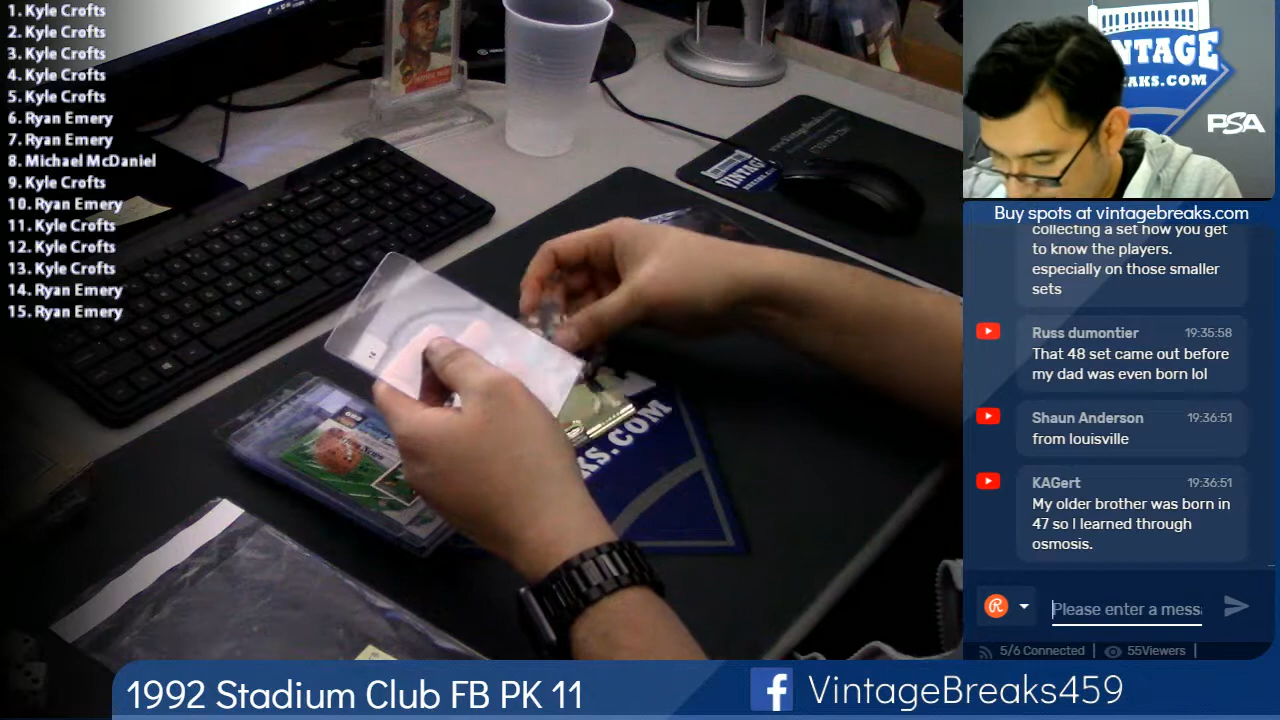 1. Kyle Crofts
2. Kyle Crofts
3. Kyle Crofts
4. Kyle Crofts
5. Kyle Crofts
6. Ryan Emery
7. Ryan Emery
8. Michael McDaniel
9. Kyle Crofts
10. Ryan Emery
11. Kyle Crofts
12. Kyle Crofts
13. Kyle Crofts
14. Ryan Emery
15. Ryan Emery
VINTAGE
KS.COM
VINTAGE
REAKS.COM
PSA
Buy spots at vintagebreaks.com
collecting a set how you get
to know the players.
especially on those smaller
sets
Russ dumontier 19:35:58
That 48 set came out before
my dad was even born lol
Shaun Anderson 19:36:51
from louisville
KAGert 19:36:51
My older brother was born in
47 so I learned through
osmosis.
Please enter a messa
5/6 Connected | 55Viewers |
1992 Stadium Club FB PK 11
VintageBreaks459